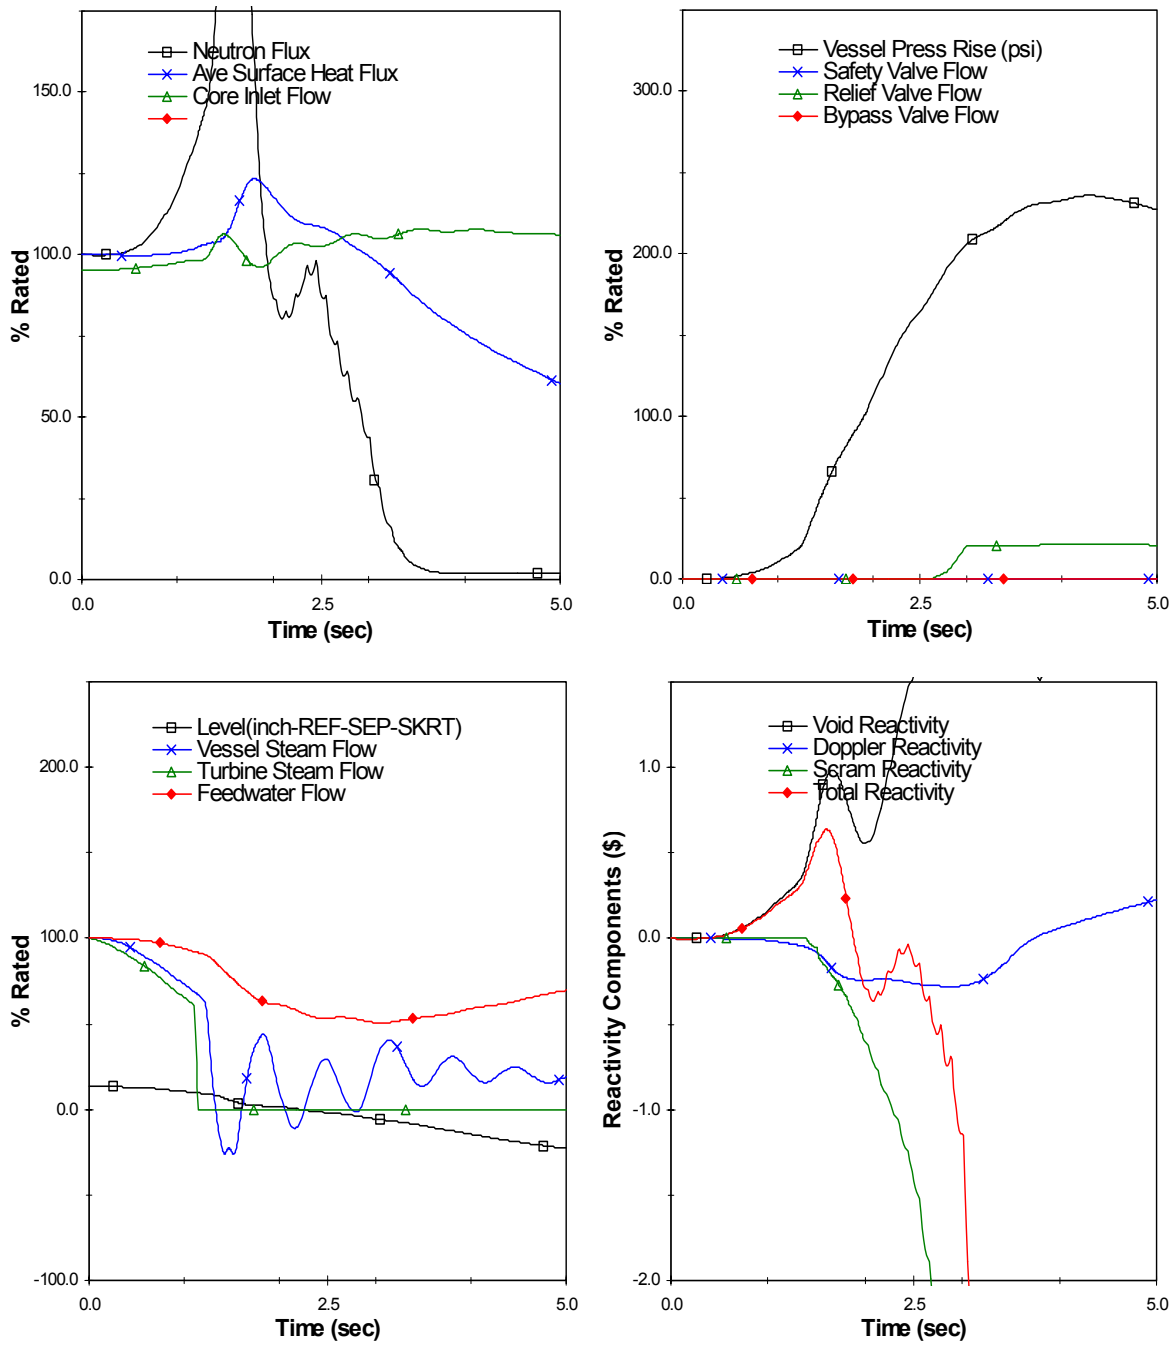 Neutron Flux
Ave Surface Heat Flux
Core Inlet Flow
150.0
100.0
50.0
0.0
% Rated
0.0 2.5 5.0
Time (sec)
Vessel Press Rise (psi)
Safety Valve Flow
Relief Valve Flow
Bypass Valve Flow
300.0
200.0
100.0
0.0
% Rated
0.0 2.5 5.0
Time (sec)
Level(inch-REF-SEP-SKRT)
Vessel Steam Flow
Turbine Steam Flow
Feedwater Flow
200.0
100.0
0.0
-100.0
% Rated
0.0 2.5 5.0
Time (sec)
Void Reactivity
Doppler Reactivity
Scram Reactivity
Total Reactivity
1.0
0.0
-1.0
-2.0
Reactivity Components ($)
0.0 2.5 5.0
Time (sec)